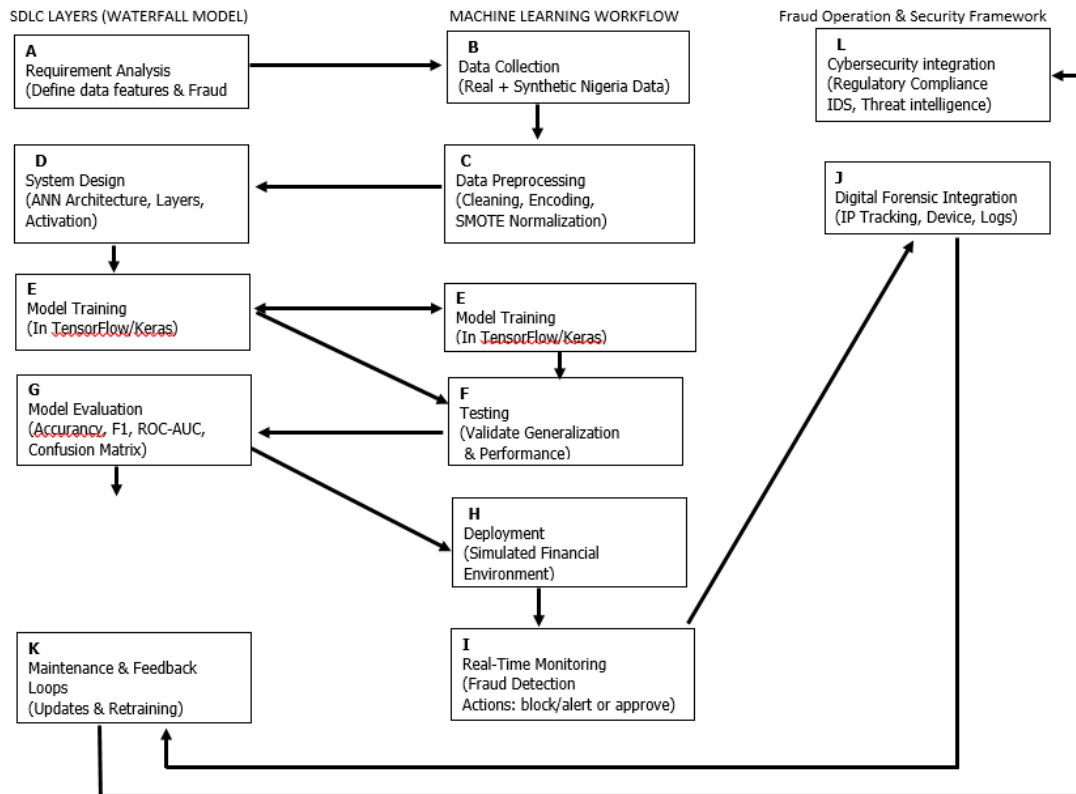 SDLC LAYERS (WATERFALL MODEL)
MACHINE LEARNING WORKFLOW
Fraud Operation & Security Framework
A
Requirement Analysis
(Define data features & Fraud
B
Data Collection
(Real + Synthetic Nigeria Data)
L
Cybersecurity integration
(Regulatory Compliance
IDS, Threat intelligence)
D
System Design
(ANN Architecture, Layers,
Activation)
C
Data Preprocessing
(Cleaning, Encoding,
SMOTE Normalization)
J
Digital Forensic Integration
(IP Tracking, Device, Logs)
E
Model Training
(In TensorFlow/Keras)
E
Model Training
(In TensorFlow/Keras)
G
Model Evaluation
(Accurancy, F1, ROC-AUC,
Confusion Matrix)
F
Testing
(Validate Generalization
& Performance)
H
Deployment
(Simulated Financial
Environment)
K
Maintenance & Feedback
Loops
(Updates & Retraining)
I
Real-Time Monitoring
(Fraud Detection
Actions: block/alert or approve)